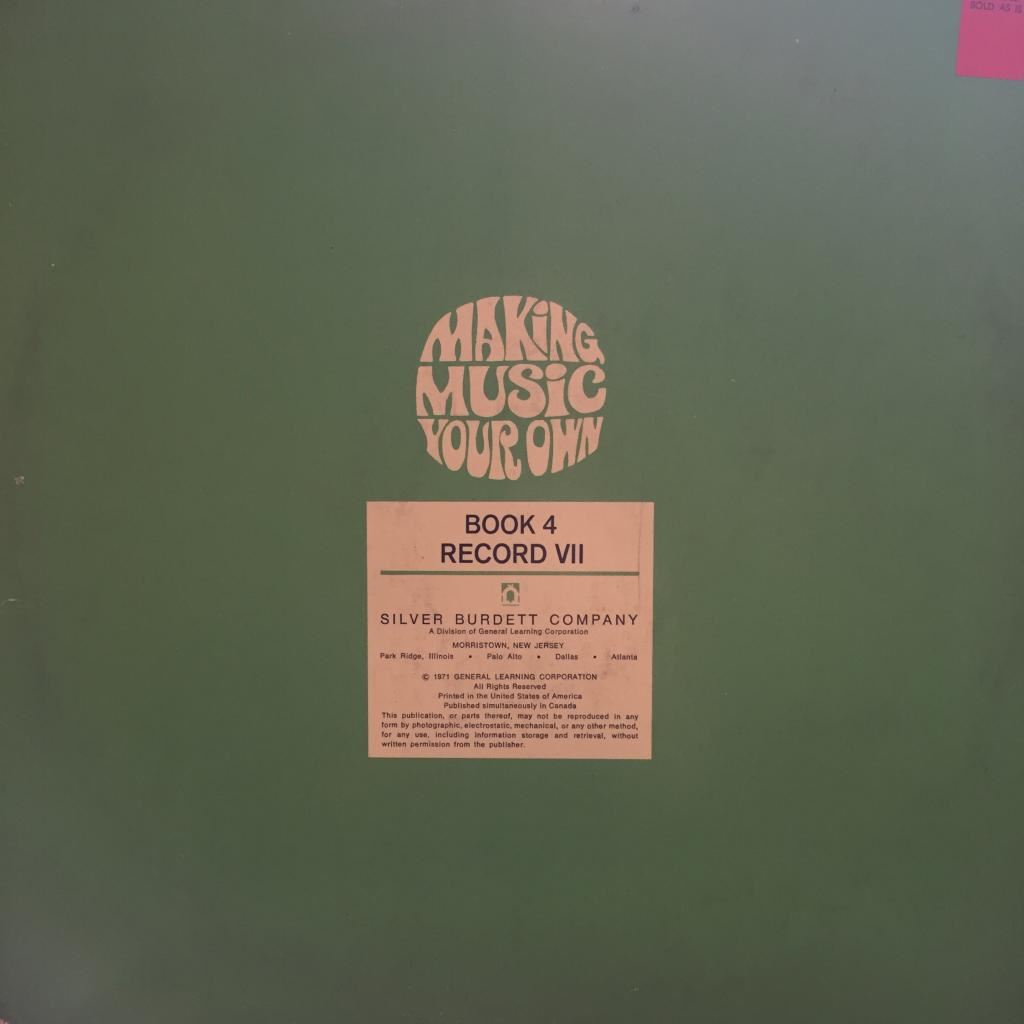 SOLD AS IS
MAKING
MUSIC
YOUR OWN
BOOK 4
RECORD VII
SILVER BURDETT COMPANY
A Division of General Learning Corporation
MORRISTOWN, NEW JERSEY
Park Ridge, Illinois • Palo Alto • Dallas • Atlanta
© 1971 GENERAL LEARNING CORPORATION
All Rights Reserved
Printed in the United States of America
Published simultaneously in Canada
This publication, or parts thereof, may not be reproduced in any
form by photographic, electrostatic, mechanical, or any other method,
for any use, including information storage and retrieval, without
written permission from the publisher.